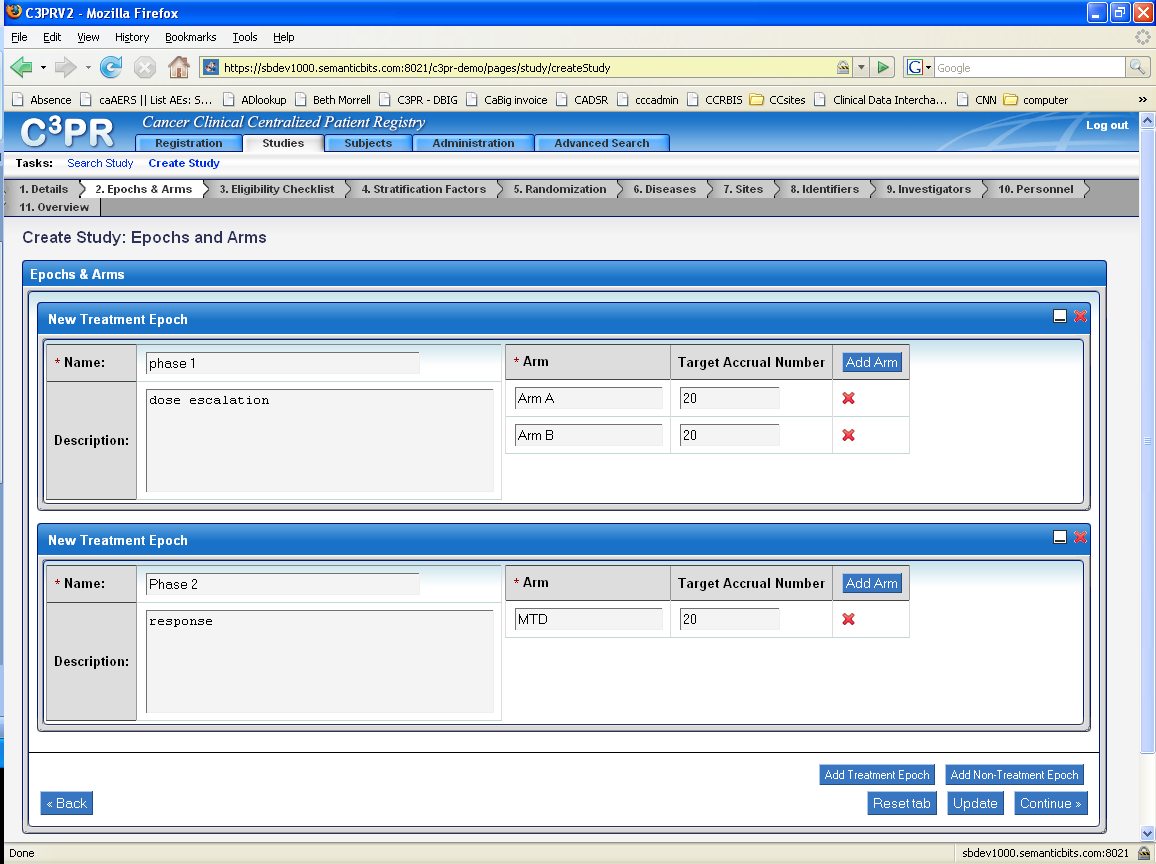 C3PRV2 - Mozilla Firefox
File Edit View History Bookmarks Tools Help
https://sbdev1000.semanticbits.com:8021/c3pr-demo/pages/study/createStudy G Google
Absence caAERS || List AEs: S... ADlookup Beth Morrell C3PR - DBIG CaBig invoice CADSR cccadmin CCRBIS CCsites Clinical Data Intercha... CNN computer »
C3PR Cancer Clinical Centralized Patient Registry Log out
Registration Studies Subjects Administration Advanced Search
Tasks: Search Study Create Study
1. Details 2. Epochs & Arms 3. Eligibility Checklist 4. Stratification Factors 5. Randomization 6. Diseases 7. Sites 8. Identifiers 9. Investigators 10. Personnel
11. Overview
Create Study: Epochs and Arms
Epochs & Arms
New Treatment Epoch
* Name: phase 1 * Arm Target Accrual Number Add Arm
Description: dose escalation Arm A 20
Arm B 20
New Treatment Epoch
* Name: Phase 2 * Arm Target Accrual Number Add Arm
Description: response MTD 20
Add Treatment Epoch Add Non-Treatment Epoch
« Back Reset tab Update Continue »
Done sbdev1000.semanticbits.com:8021